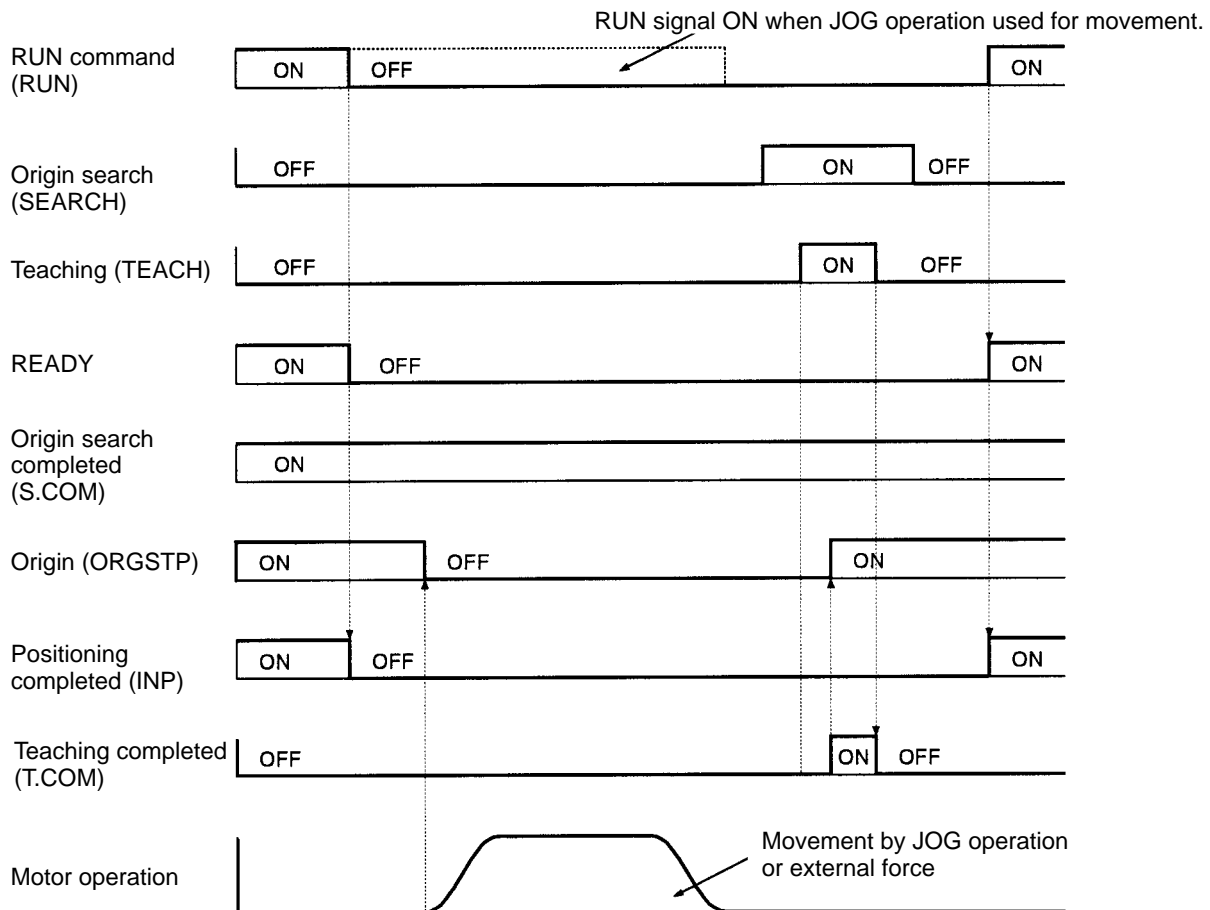 RUN signal ON when JOG operation used for movement.
RUN command
(RUN)
ON
OFF
ON
Origin search
(SEARCH)
OFF
ON
OFF
Teaching (TEACH)
OFF
ON
OFF
READY
ON
OFF
ON
Origin search
completed
(S.COM)
ON
Origin (ORGSTP)
ON
OFF
ON
Positioning
completed (INP)
ON
OFF
ON
Teaching completed
(T.COM)
OFF
ON
OFF
Movement by JOG operation
or external force
Motor operation